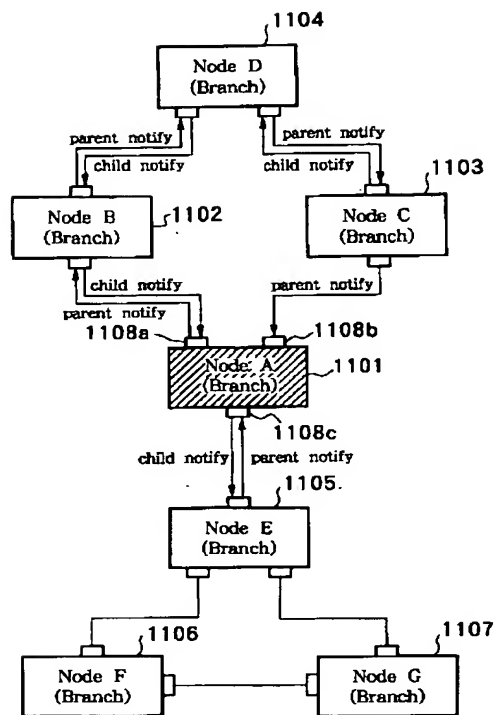 1104
Node D
(Branch)
parent notify
child notify
parent notify
child notify
1103
Node B
(Branch)
1102
Node C
(Branch)
child notify
parent notify
parent notify
1108a
1108b
Node A
(Branch)
1101
1108c
child notify
parent notify
1105
Node E
(Branch)
1106
1107
Node F
(Branch)
Node G
(Branch)